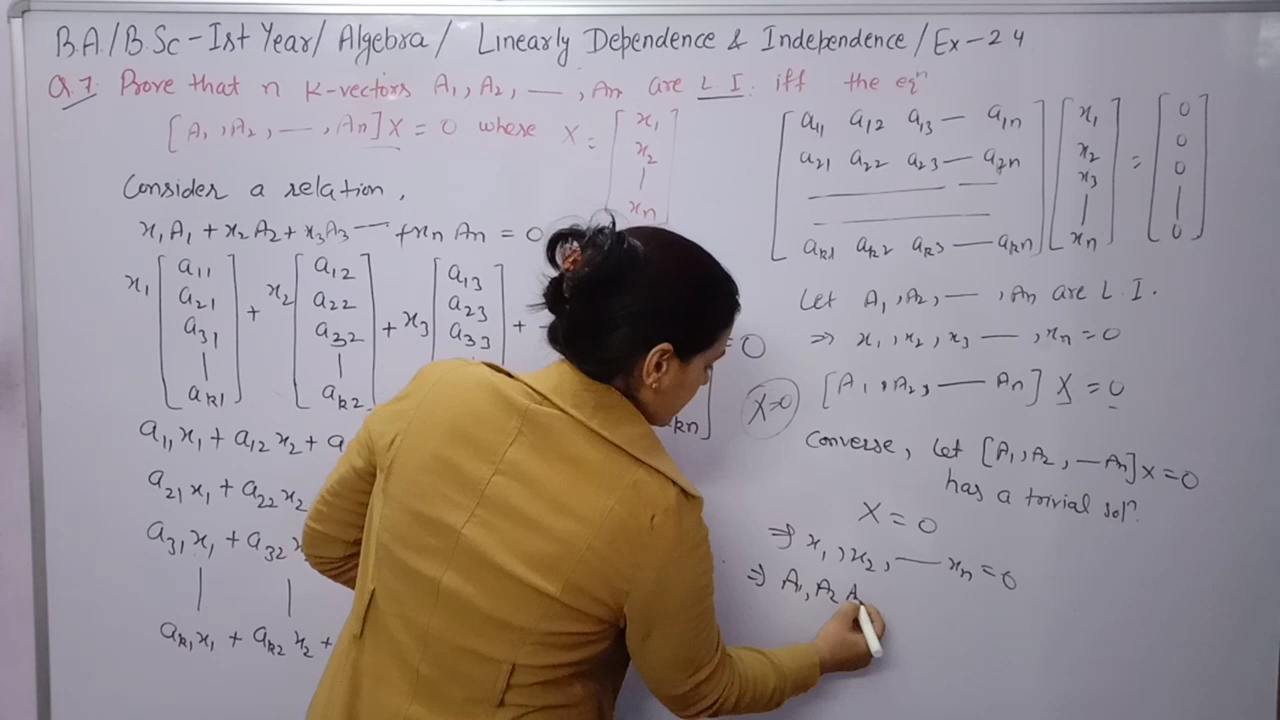 B.A/B.Sc-Ist Year/ Algebra/ Linearly Dependence & Independence/Ex-2 4
Q.7. Prove that n K-vectors A₁, A₂, —, An are L.I. iff the eqⁿ
[A₁, A₂, —, An] X = 0 where X = [x₁ x₂ | xn]
Consider a relation,
x₁A₁ + x₂A₂ + x₃A₃ — + xn An = 0
x₁ [a₁₁ a₂₁ a₃₁ | aₖ₁] + x₂ [a₁₂ a₂₂ a₃₂ | aₖ₂] + x₃ [a₁₃ a₂₃ a₃₃ + kn] = 0
a₁₁x₁ + a₁₂x₂ + a
a₂₁x₁ + a₂₂x₂
a₃₁x₁ + a₃₂x
| |
aₖ₁x₁ + aₖ₂x₂ +
[a₁₁ a₁₂ a₁₃ — a₁n] [x₁] [0]
[a₂₁ a₂₂ a₂₃ — a₂n] [x₂ x₃] = [0 0]
[aₖ₁ aₖ₂ aₖ₃ — aₖn] [| xn] [| 0]
Let A₁, A₂, —, An are L.I.
⇒ x₁, x₂, x₃ —, xn = 0
[A₁, A₂, — An] X = 0
X=0
Converse, let [A₁, A₂, — An] X = 0
has a trivial solⁿ.
X = 0
⇒ x₁, x₂, — xn = 0
⇒ A₁, A₂ A